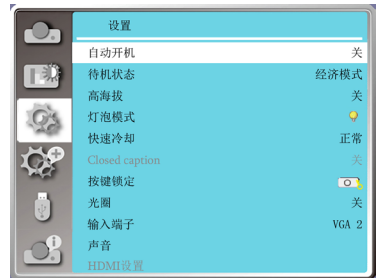 设置
自动开机 关
待机状态 经济模式
高海拔 关
灯泡模式
快速冷却 正常
Closed caption 关
按键锁定
光圈 关
输入端子 VGA 2
声音
HDMI设置